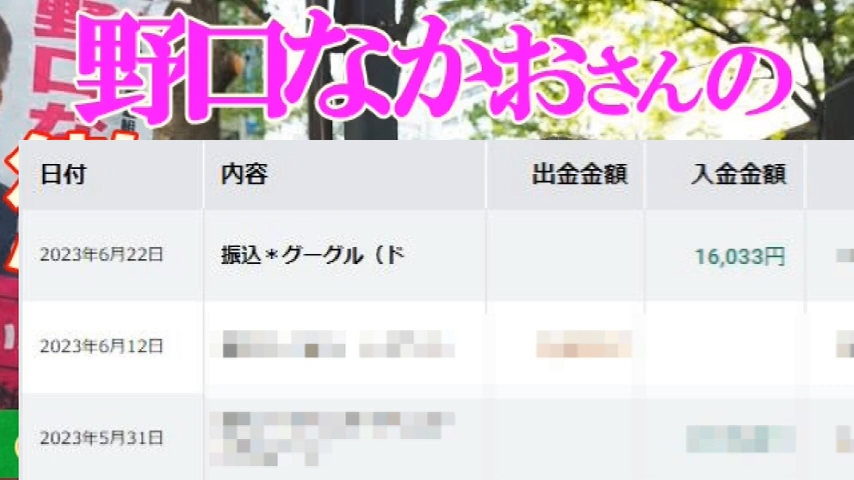 野口なかおさんの
野口な
日付 内容 出金金額 入金金額
2023年6月22日 振込＊グーグル（ド 16,033円
2023年6月12日
2023年5月31日